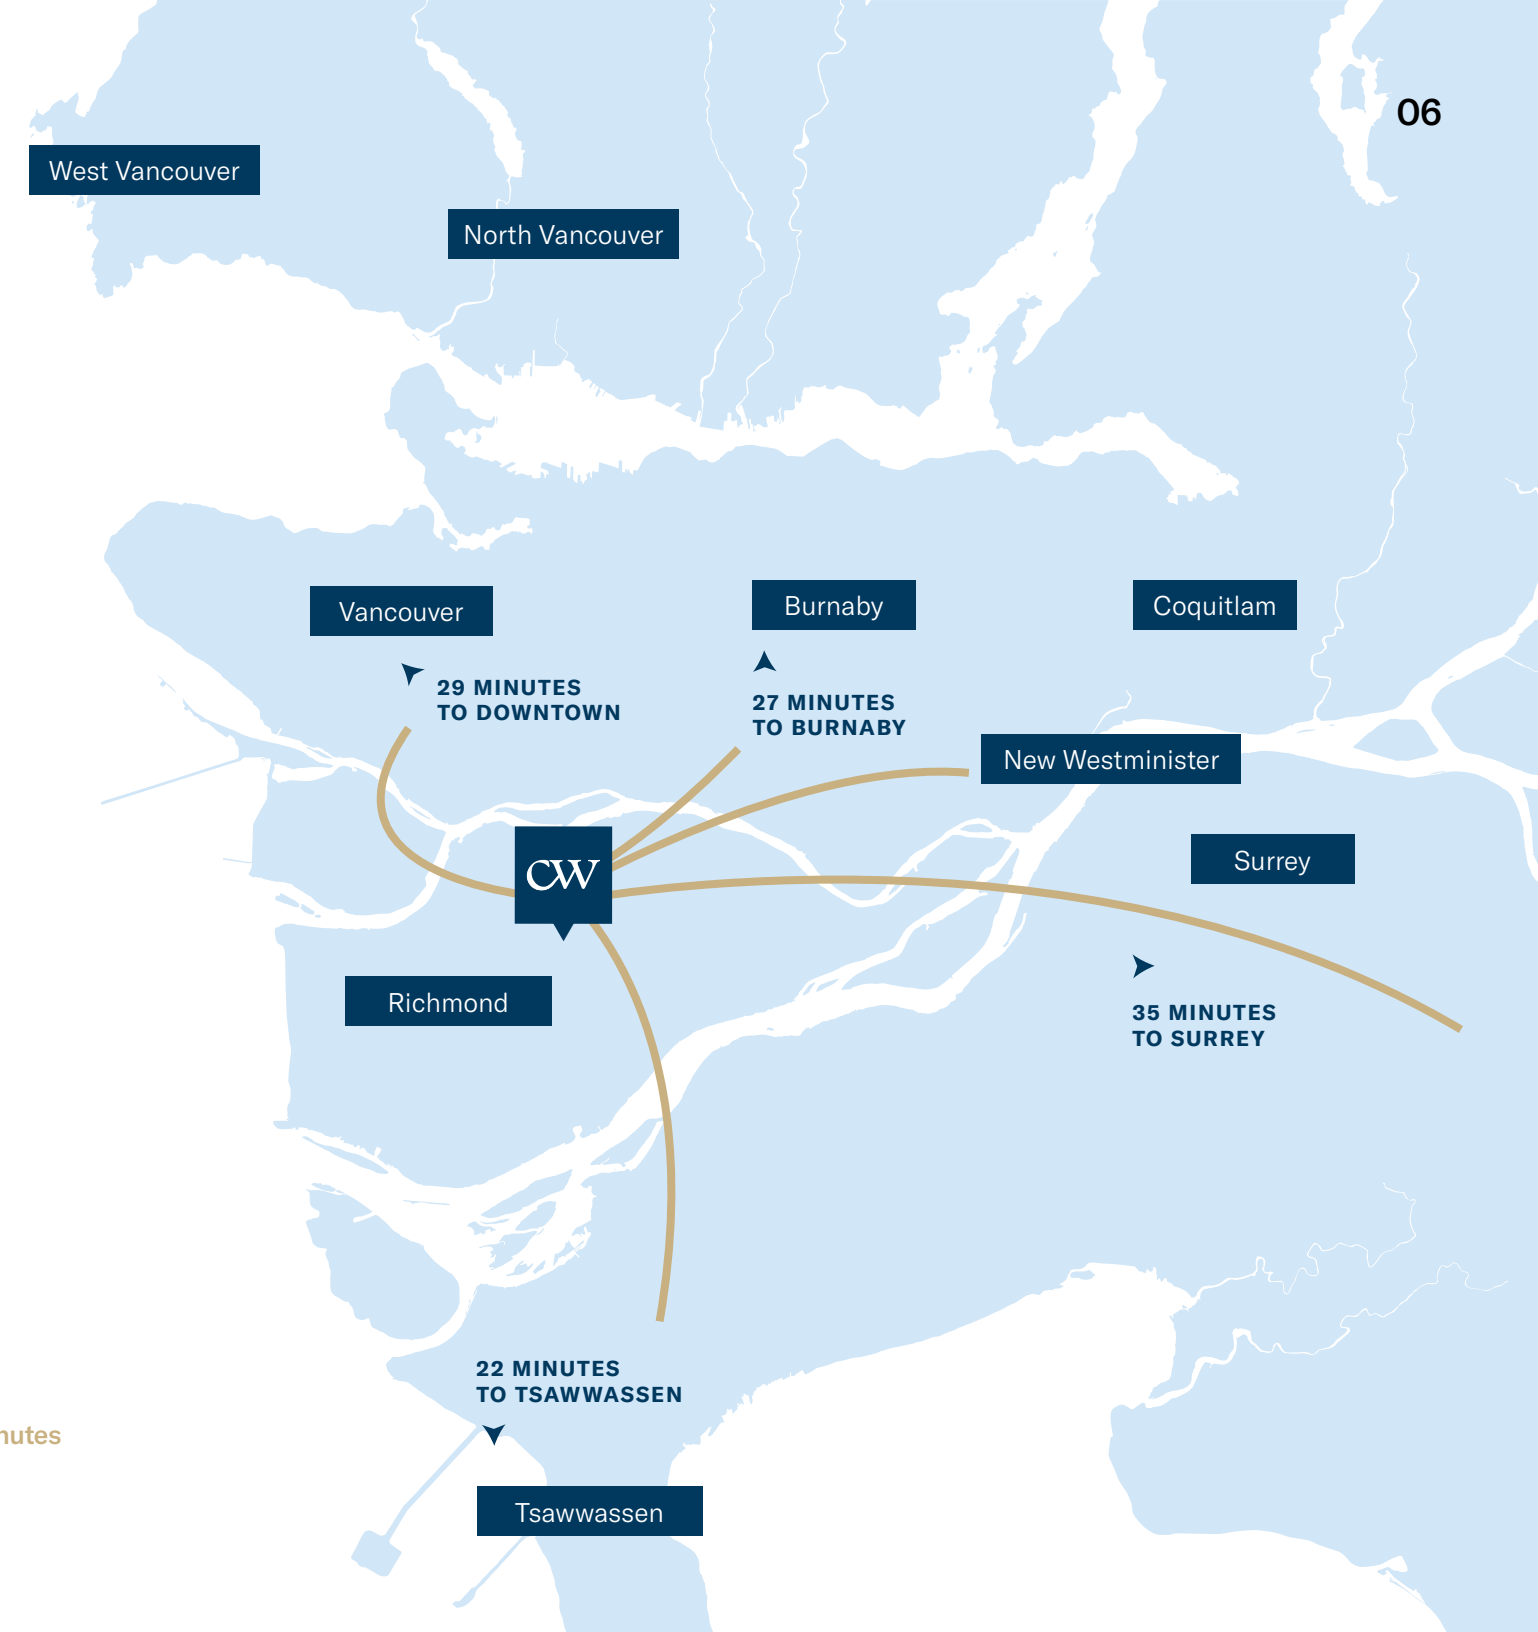 06
West Vancouver
North Vancouver
Vancouver
Burnaby
Coquitlam
29 MINUTES
TO DOWNTOWN
27 MINUTES
TO BURNABY
New Westminister
Surrey
CW
Richmond
35 MINUTES
TO SURREY
22 MINUTES
TO TSAWWASSEN
nutes
Tsawwassen